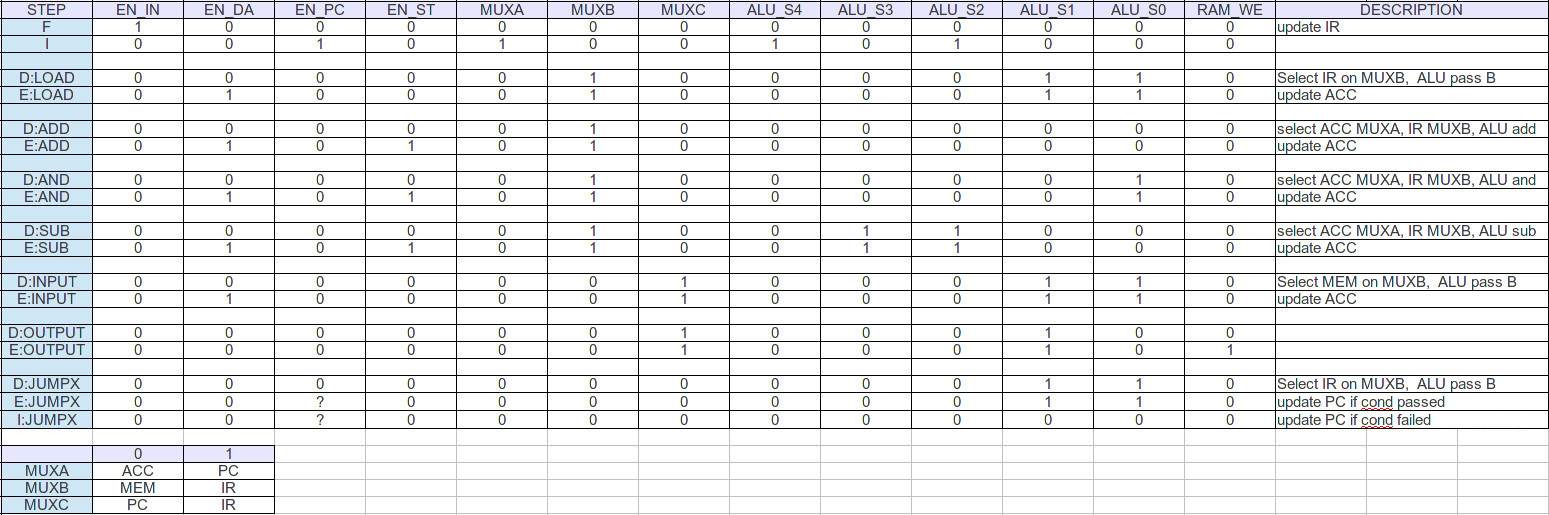 STEP EN_IN EN_DA EN_PC EN_ST MUXA MUXB MUXC ALU_S4 ALU_S3 ALU_S2 ALU_S1 ALU_S0 RAM_WE DESCRIPTION
F 1 0 0 0 0 0 0 0 0 0 0 0 0 update IR
I 0 0 1 0 1 0 0 1 0 1 0 0 0
D:LOAD 0 0 0 0 0 1 0 0 0 0 1 1 0 Select IR on MUXB, ALU pass B
E:LOAD 0 1 0 0 0 1 0 0 0 0 1 1 0 update ACC
D:ADD 0 0 0 0 0 1 0 0 0 0 0 0 0 select ACC MUXA, IR MUXB, ALU add
E:ADD 0 1 0 1 0 1 0 0 0 0 0 0 0 update ACC
D:AND 0 0 0 0 0 1 0 0 0 0 0 1 0 select ACC MUXA, IR MUXB, ALU and
E:AND 0 1 0 1 0 1 0 0 0 0 0 1 0 update ACC
D:SUB 0 0 0 0 0 1 0 0 1 1 0 0 0 select ACC MUXA, IR MUXB, ALU sub
E:SUB 0 1 0 1 0 1 0 0 1 1 0 0 0 update ACC
D:INPUT 0 0 0 0 0 0 1 0 0 0 1 1 0 Select MEM on MUXB, ALU pass B
E:INPUT 0 1 0 0 0 0 1 0 0 0 1 1 0 update ACC
D:OUTPUT 0 0 0 0 0 0 1 0 0 0 1 0 0
E:OUTPUT 0 0 0 0 0 0 1 0 0 0 1 0 1
D:JUMPX 0 0 0 0 0 0 0 0 0 0 1 1 0 Select IR on MUXB, ALU pass B
E:JUMPX 0 0 ? 0 0 0 0 0 0 0 1 1 0 update PC if cond passed
I:JUMPX 0 0 ? 0 0 0 0 0 0 0 0 0 0 update PC if cond failed
0 1
MUXA ACC PC
MUXB MEM IR
MUXC PC IR